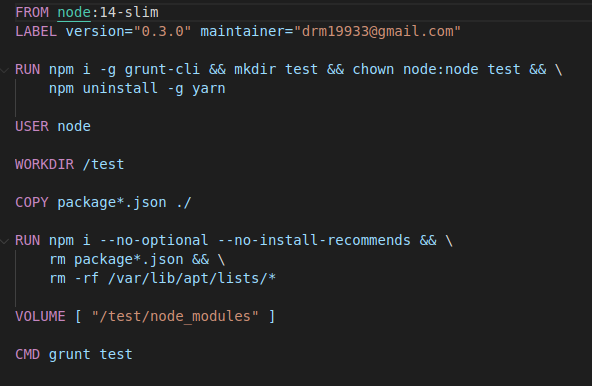 FROM node:14-slim
LABEL version="0.3.0" maintainer="drm19933@gmail.com"
RUN npm i -g grunt-cli && mkdir test && chown node:node test && \
npm uninstall -g yarn
USER node
WORKDIR /test
COPY package*.json ./
RUN npm i --no-optional --no-install-recommends && \
rm package*.json && \
rm -rf /var/lib/apt/lists/*
VOLUME [ "/test/node_modules" ]
CMD grunt test